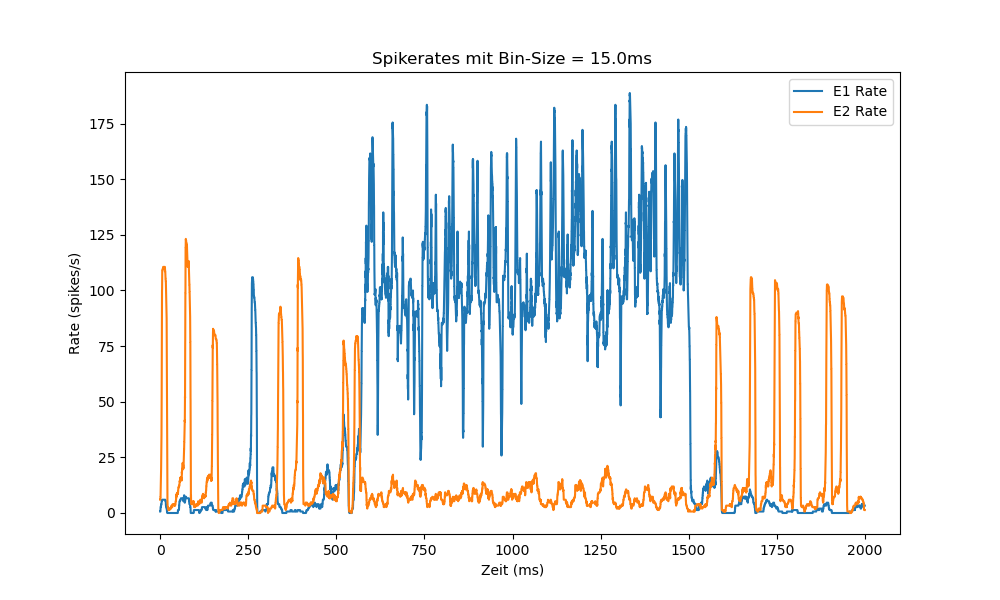 Spikerates mit Bin-Size = 15.0ms
E1 Rate
E2 Rate
Rate (spikes/s)
175
150
125
100
75
50
25
0
0 250 500 750 1000 1250 1500 1750 2000
Zeit (ms)